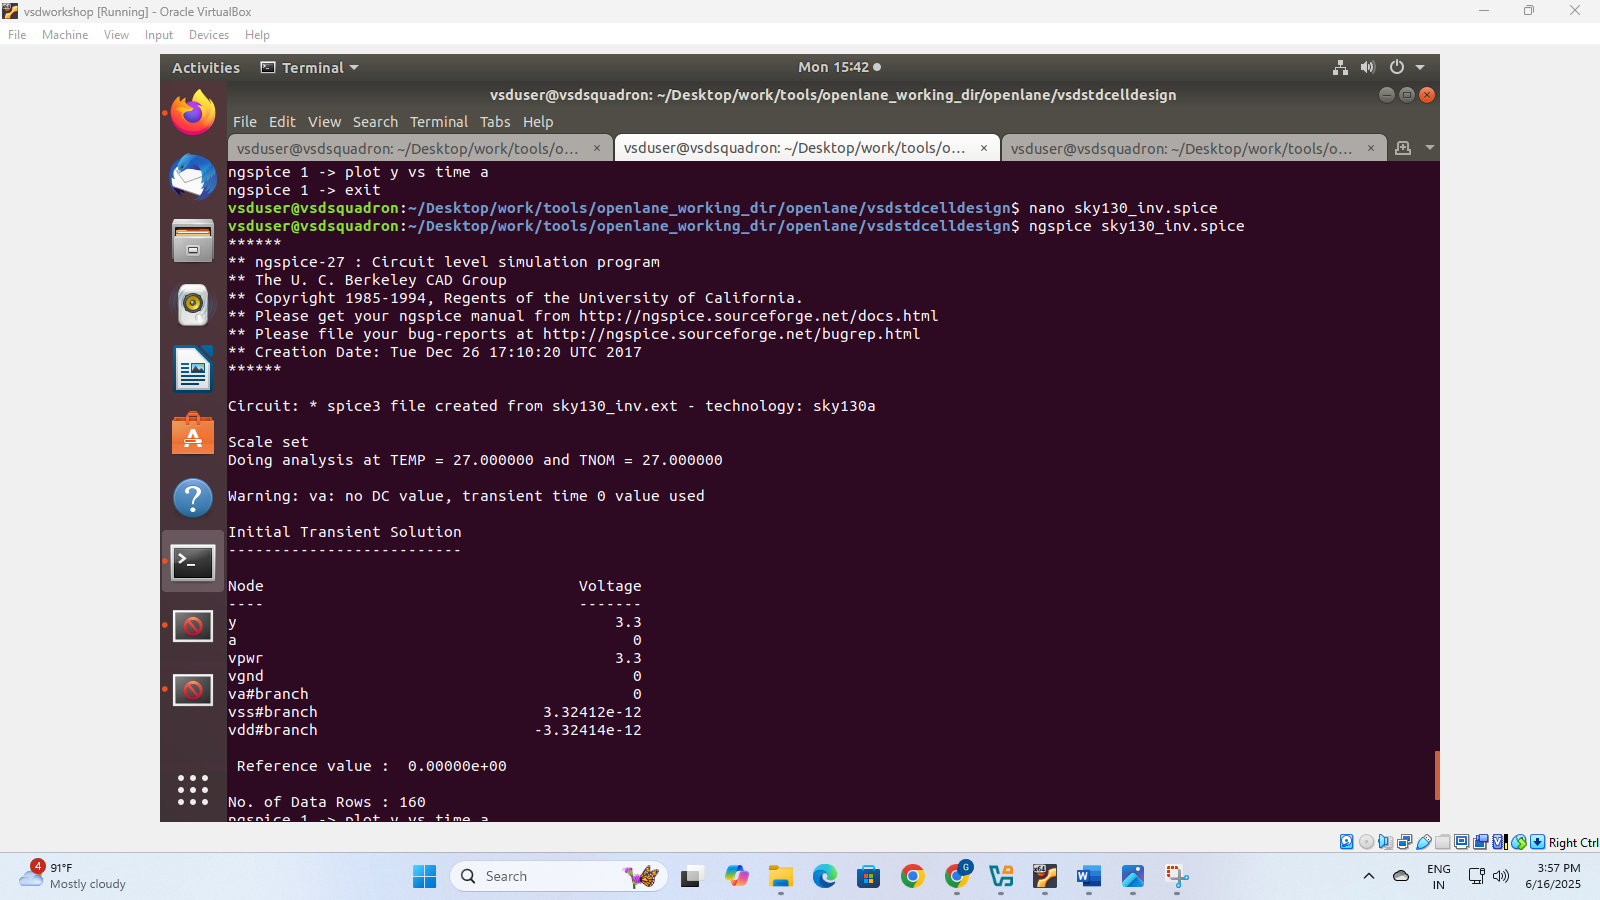 vsdworkshop [Running] - Oracle VirtualBox
File Machine View Input Devices Help
Activities Terminal Mon 15:42
vsduser@vsdsquadron: ~/Desktop/work/tools/openlane_working_dir/openlane/vsdstdcelldesign
File Edit View Search Terminal Tabs Help
vsduser@vsdsquadron: ~/Desktop/work/tools/o... × vsduser@vsdsquadron: ~/Desktop/work/tools/o... × vsduser@vsdsquadron: ~/Desktop/work/tools/o... ×
ngspice 1 -> plot y vs time a
ngspice 1 -> exit
vsduser@vsdsquadron:~/Desktop/work/tools/openlane_working_dir/openlane/vsdstdcelldesign$ nano sky130_inv.spice
vsduser@vsdsquadron:~/Desktop/work/tools/openlane_working_dir/openlane/vsdstdcelldesign$ ngspice sky130_inv.spice
******
** ngspice-27 : Circuit level simulation program
** The U. C. Berkeley CAD Group
** Copyright 1985-1994, Regents of the University of California.
** Please get your ngspice manual from http://ngspice.sourceforge.net/docs.html
** Please file your bug-reports at http://ngspice.sourceforge.net/bugrep.html
** Creation Date: Tue Dec 26 17:10:20 UTC 2017
******
Circuit: * spice3 file created from sky130_inv.ext - technology: sky130a
Scale set
Doing analysis at TEMP = 27.000000 and TNOM = 27.000000
Warning: va: no DC value, transient time 0 value used
Initial Transient Solution
--------------------------
Node Voltage
---- -------
y 3.3
a 0
vpwr 3.3
vgnd 0
va#branch 0
vss#branch 3.32412e-12
vdd#branch -3.32414e-12
Reference value : 0.00000e+00
No. of Data Rows : 160
ngspice 1 -> plot y vs time a
Right Ctrl
4
91°F
Mostly cloudy
Search
G
x64
ENG
IN
3:57 PM
6/16/2025